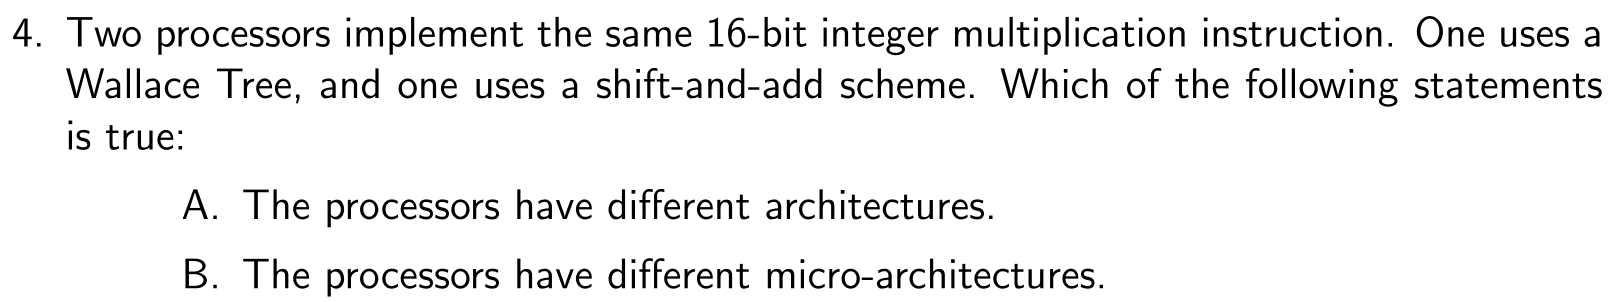 4. Two processors implement the same 16-bit integer multiplication instruction. One uses a
Wallace Tree, and one uses a shift-and-add scheme. Which of the following statements
is true:
A. The processors have different architectures.
B. The processors have different micro-architectures.